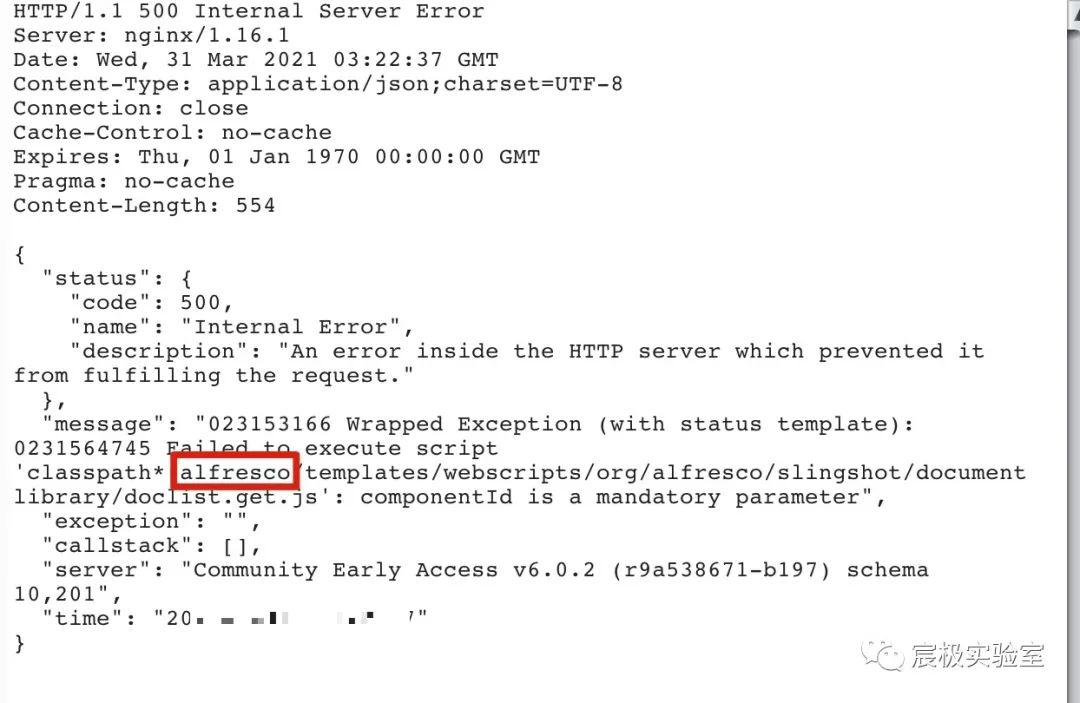 HTTP/1.1 500 Internal Server Error
Server: nginx/1.16.1
Date: Wed, 31 Mar 2021 03:22:37 GMT
Content-Type: application/json;charset=UTF-8
Connection: close
Cache-Control: no-cache
Expires: Thu, 01 Jan 1970 00:00:00 GMT
Pragma: no-cache
Content-Length: 554
{
"status": {
"code": 500,
"name": "Internal Error",
"description": "An error inside the HTTP server which prevented it
from fulfilling the request."
},
"message": "023153166 Wrapped Exception (with status template):
0231564745 Failed to execute script
'classpath* alfresco/templates/webscripts/org/alfresco/slingshot/document
library/doclist.get.js': componentId is a mandatory parameter",
"exception": "",
"callstack": [],
"server": "Community Early Access v6.0.2 (r9a538671-b197) schema
10,201",
"time": "20
}
宸极实验室